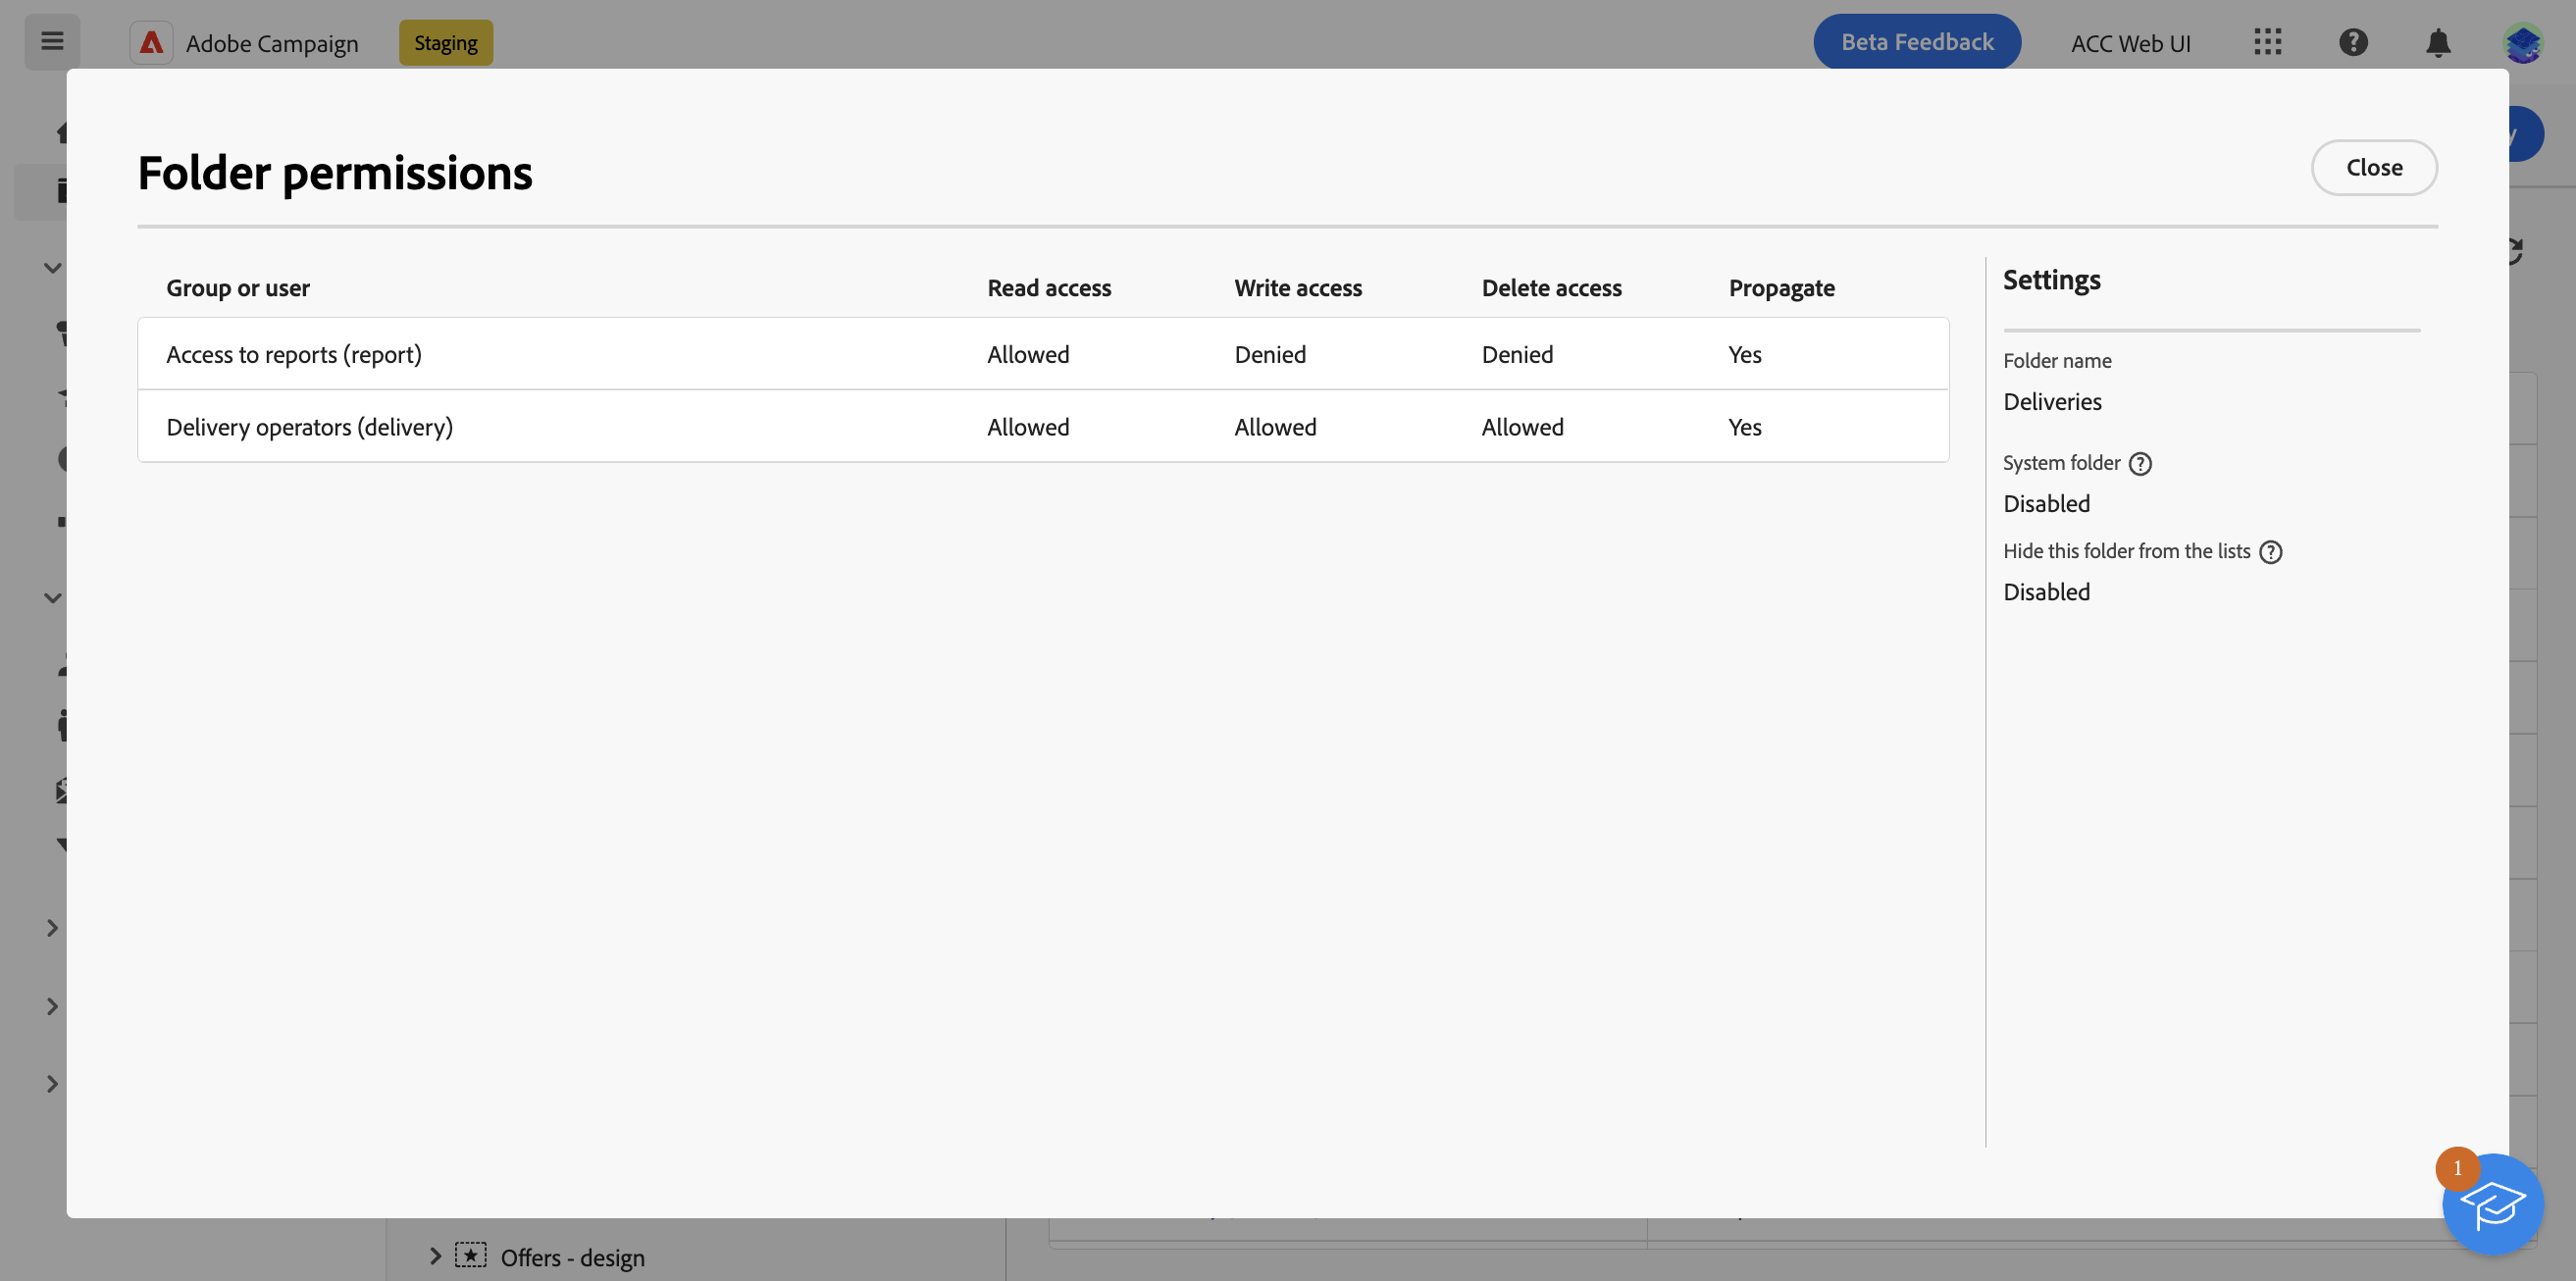 Adobe Campaign Staging Beta Feedback ACC Web UI
Folder permissions Close
Group or user Read access Write access Delete access Propagate
Access to reports (report) Allowed Denied Denied Yes
Delivery operators (delivery) Allowed Allowed Allowed Yes
Settings
Folder name
Deliveries
System folder
Disabled
Hide this folder from the lists
Disabled
1
Offers - design